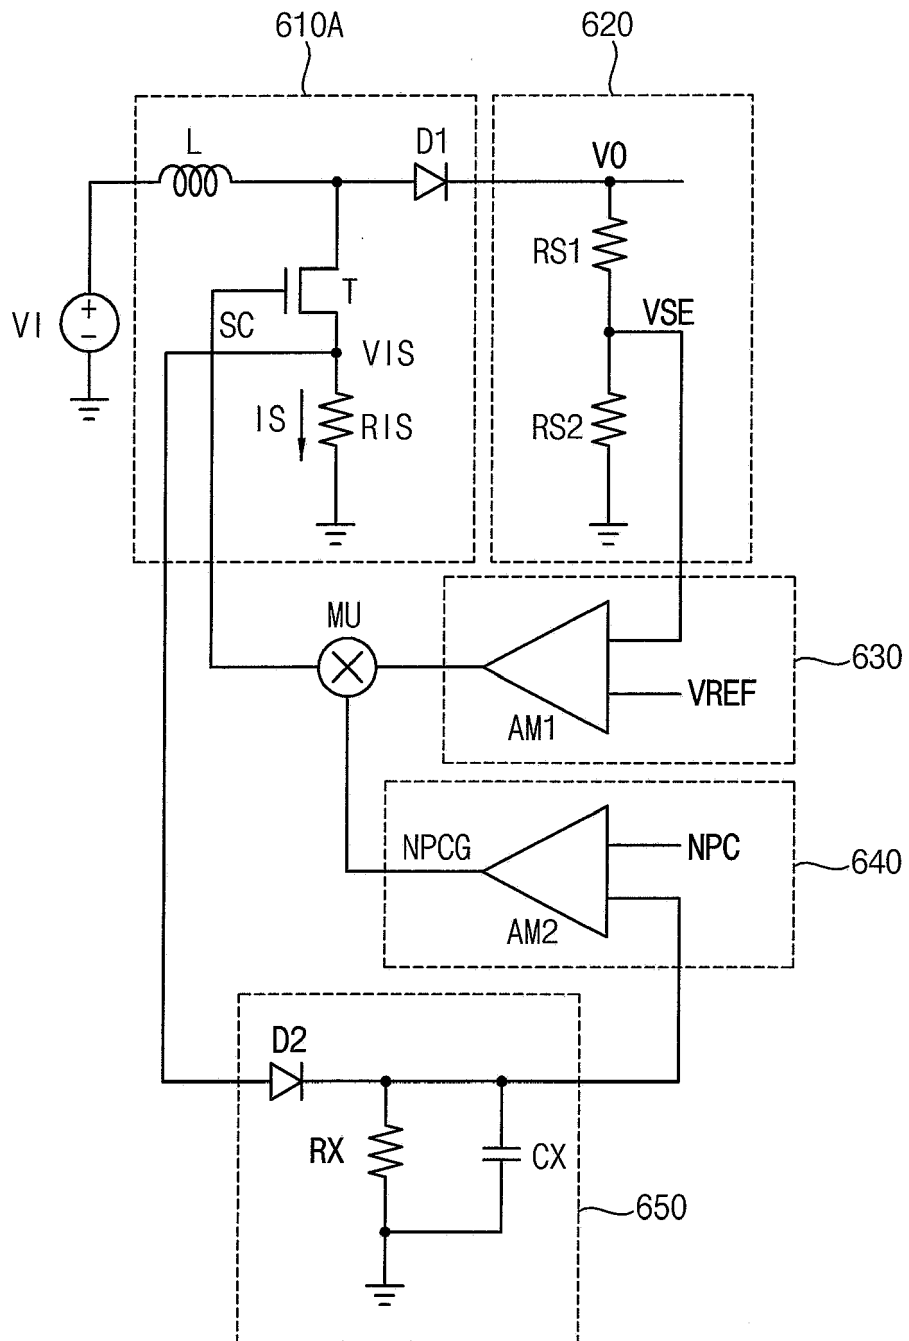 610A
620
L
D1
VO
RS1
T
VI
+
−
SC
VSE
VIS
IS
RIS
RS2
MU
630
VREF
AM1
NPCG
NPC
640
AM2
D2
RX
CX
650